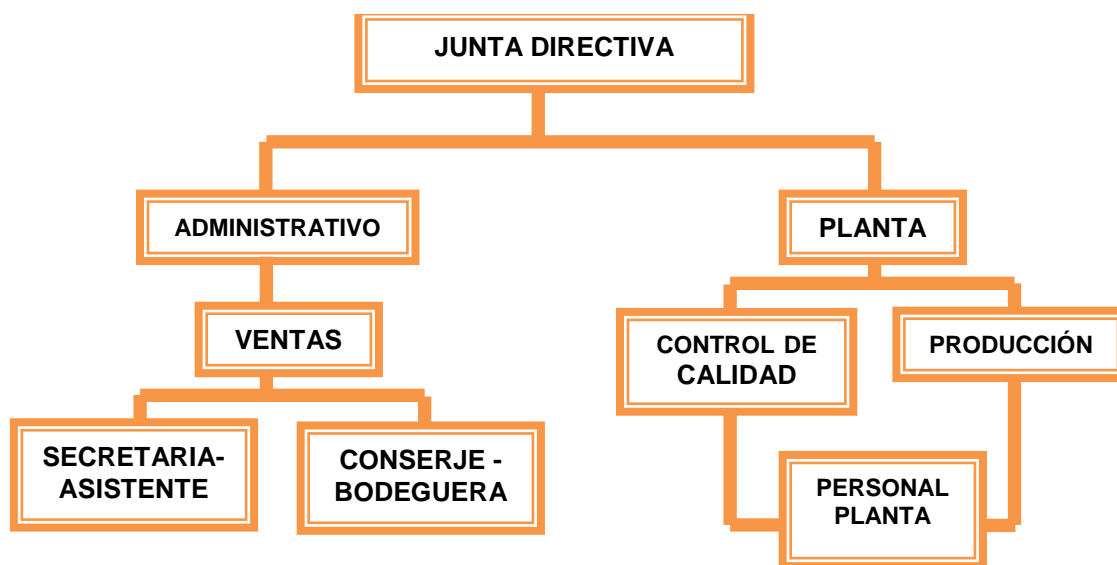 JUNTA DIRECTIVA
ADMINISTRATIVO
PLANTA
VENTAS
CONTROL DE
CALIDAD
PRODUCCIÓN
SECRETARIA-
ASISTENTE
CONSERJE -
BODEGUERA
PERSONAL
PLANTA